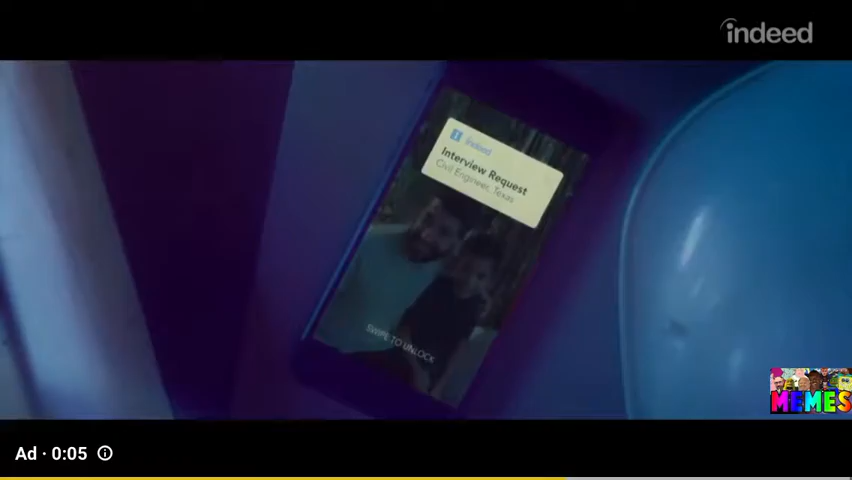 indeed
indeed
Interview Request
Civil Engineer, Texas
SWIPE TO UNLOCK
MEMES
Ad · 0:05